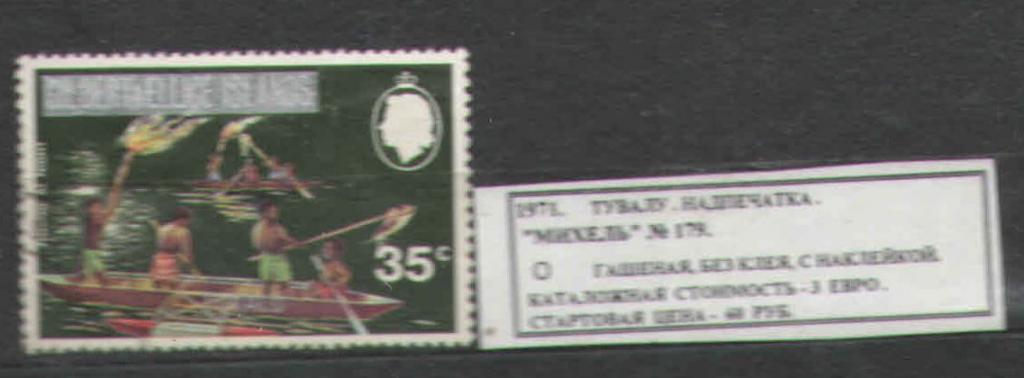 35c
1971. ТУВАЛУ. НАДПЕЧАТКА.
"МИХЕЛЬ" № 179.
О ГАШЕНАЯ, БЕЗ КЛЕЯ, С НАКЛЕЙКОЙ.
КАТАЛОЖНАЯ СТОИМОСТЬ - 3 ЕВРО.
СТАРТОВАЯ ЦЕНА - 60 РУБ.